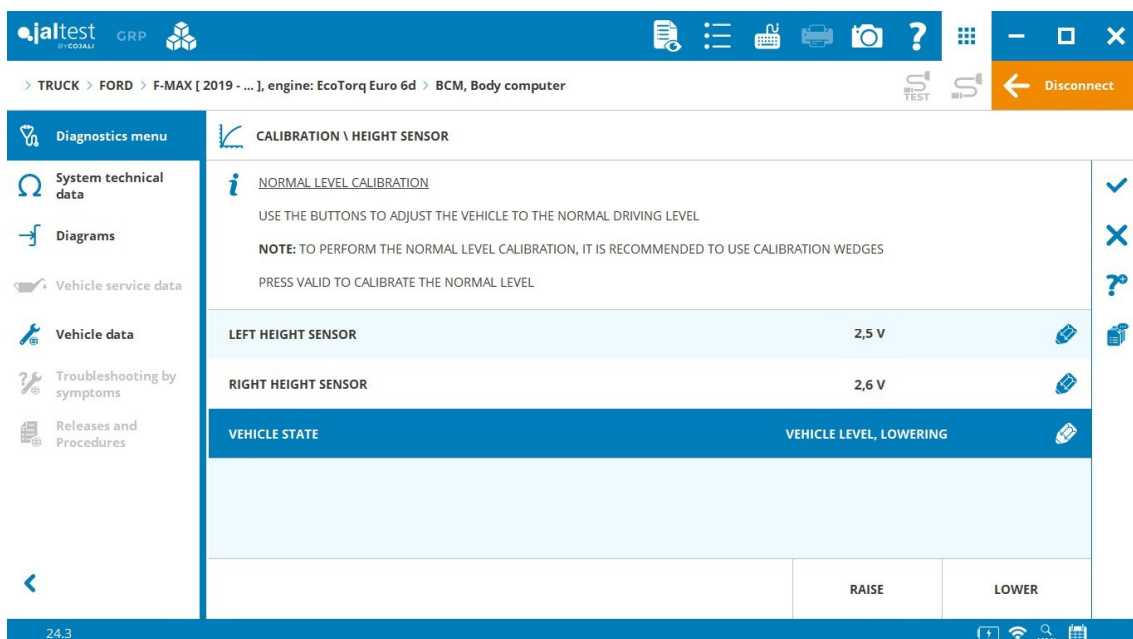 jaltest GRP
BY COJALI
> TRUCK > FORD > F-MAX [ 2019 - ... ], engine: EcoTorq Euro 6d > BCM, Body computer
TEST
Disconnect
Diagnostics menu
System technical
data
Diagrams
Vehicle service data
Vehicle data
Troubleshooting by
symptoms
Releases and
Procedures
CALIBRATION \ HEIGHT SENSOR
NORMAL LEVEL CALIBRATION
USE THE BUTTONS TO ADJUST THE VEHICLE TO THE NORMAL DRIVING LEVEL
NOTE: TO PERFORM THE NORMAL LEVEL CALIBRATION, IT IS RECOMMENDED TO USE CALIBRATION WEDGES
PRESS VALID TO CALIBRATE THE NORMAL LEVEL
LEFT HEIGHT SENSOR 2,5 V
RIGHT HEIGHT SENSOR 2,6 V
VEHICLE STATE VEHICLE LEVEL, LOWERING
RAISE LOWER
24.3